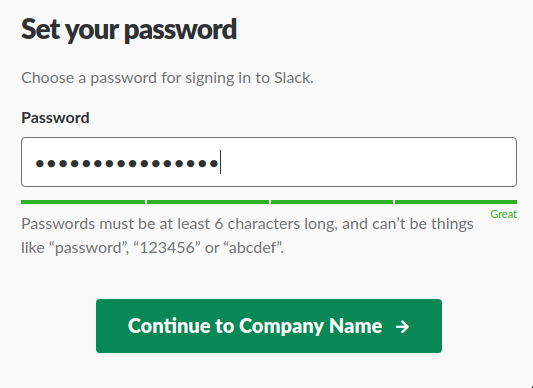 Set your password
Choose a password for signing in to Slack.
Password
••••••••••••••••
Great
Passwords must be at least 6 characters long, and can’t be things
like “password”, “123456” or “abcdef”.
Continue to Company Name →